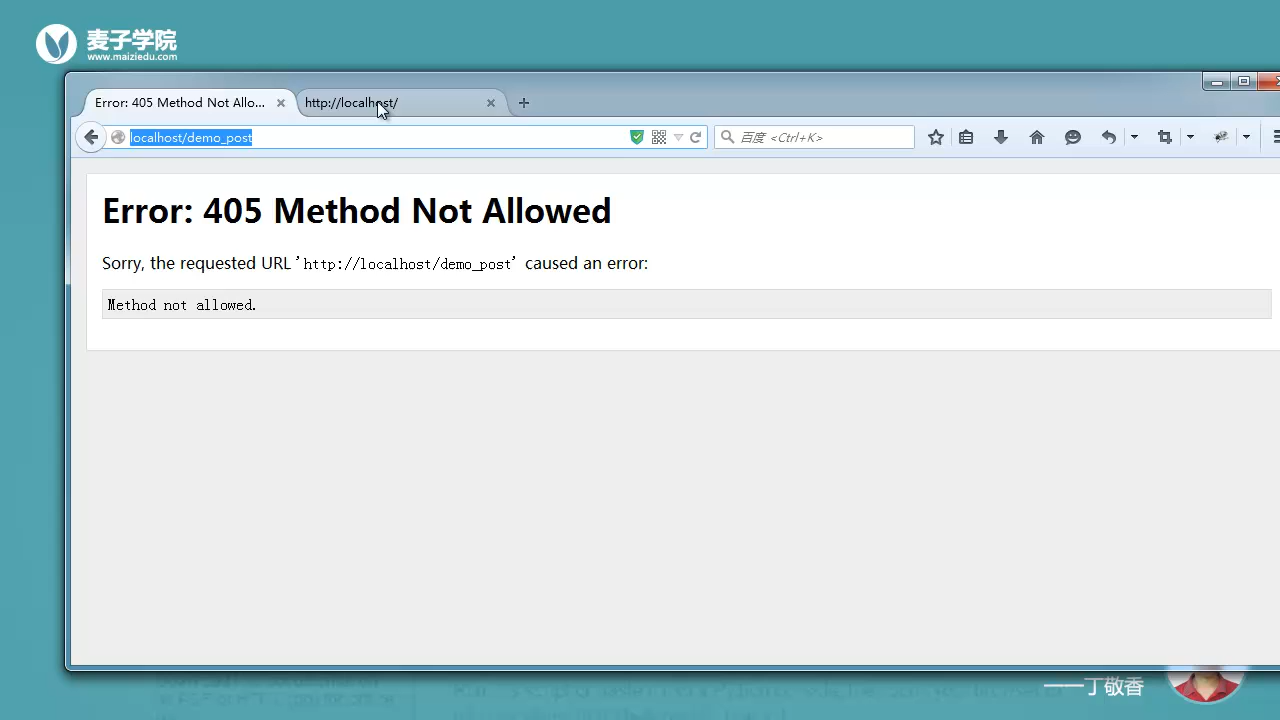 麦子学院
www.maiziedu.com
Error: 405 Method Not Allo...
http://localhost/
localhost/demo_post
百度 <Ctrl+K>
Error: 405 Method Not Allowed
Sorry, the requested URL 'http://localhost/demo_post' caused an error:
Method not allowed.
——丁敬香